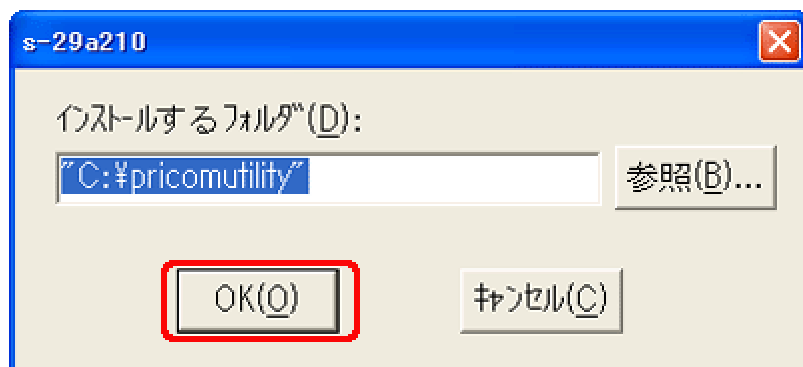 s-29a210
インストールするフォルダ(D):
"C:¥pricomutility"
参照(B)...
OK(O)
キャンセル(C)